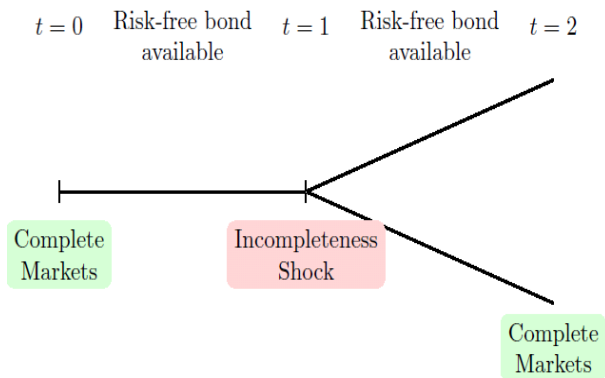 t = 0
Risk-free bond
available
t = 1
Risk-free bond
available
t = 2
Complete
Markets
Incompleteness
Shock
Complete
Markets